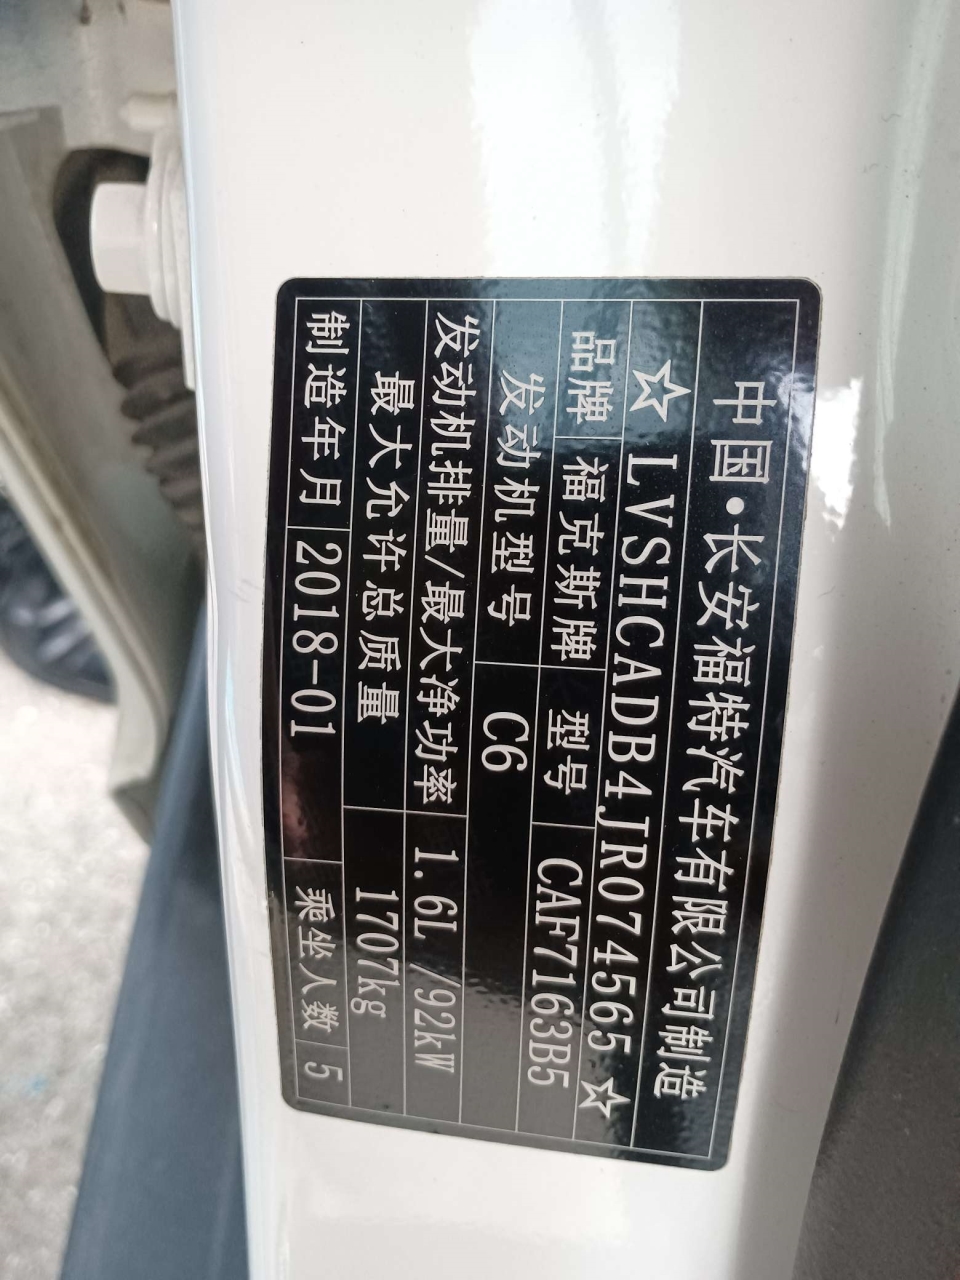 中国·长安福特汽车有限公司制造
☆LVSHCADB4JR074565☆
品牌 福克斯牌 型号 CAF7163B5
发动机型号 C6
发动机排量/最大净功率 1.6L /92kW
最大允许总质量 1707kg
制造年月 2018-01 乘坐人数 5